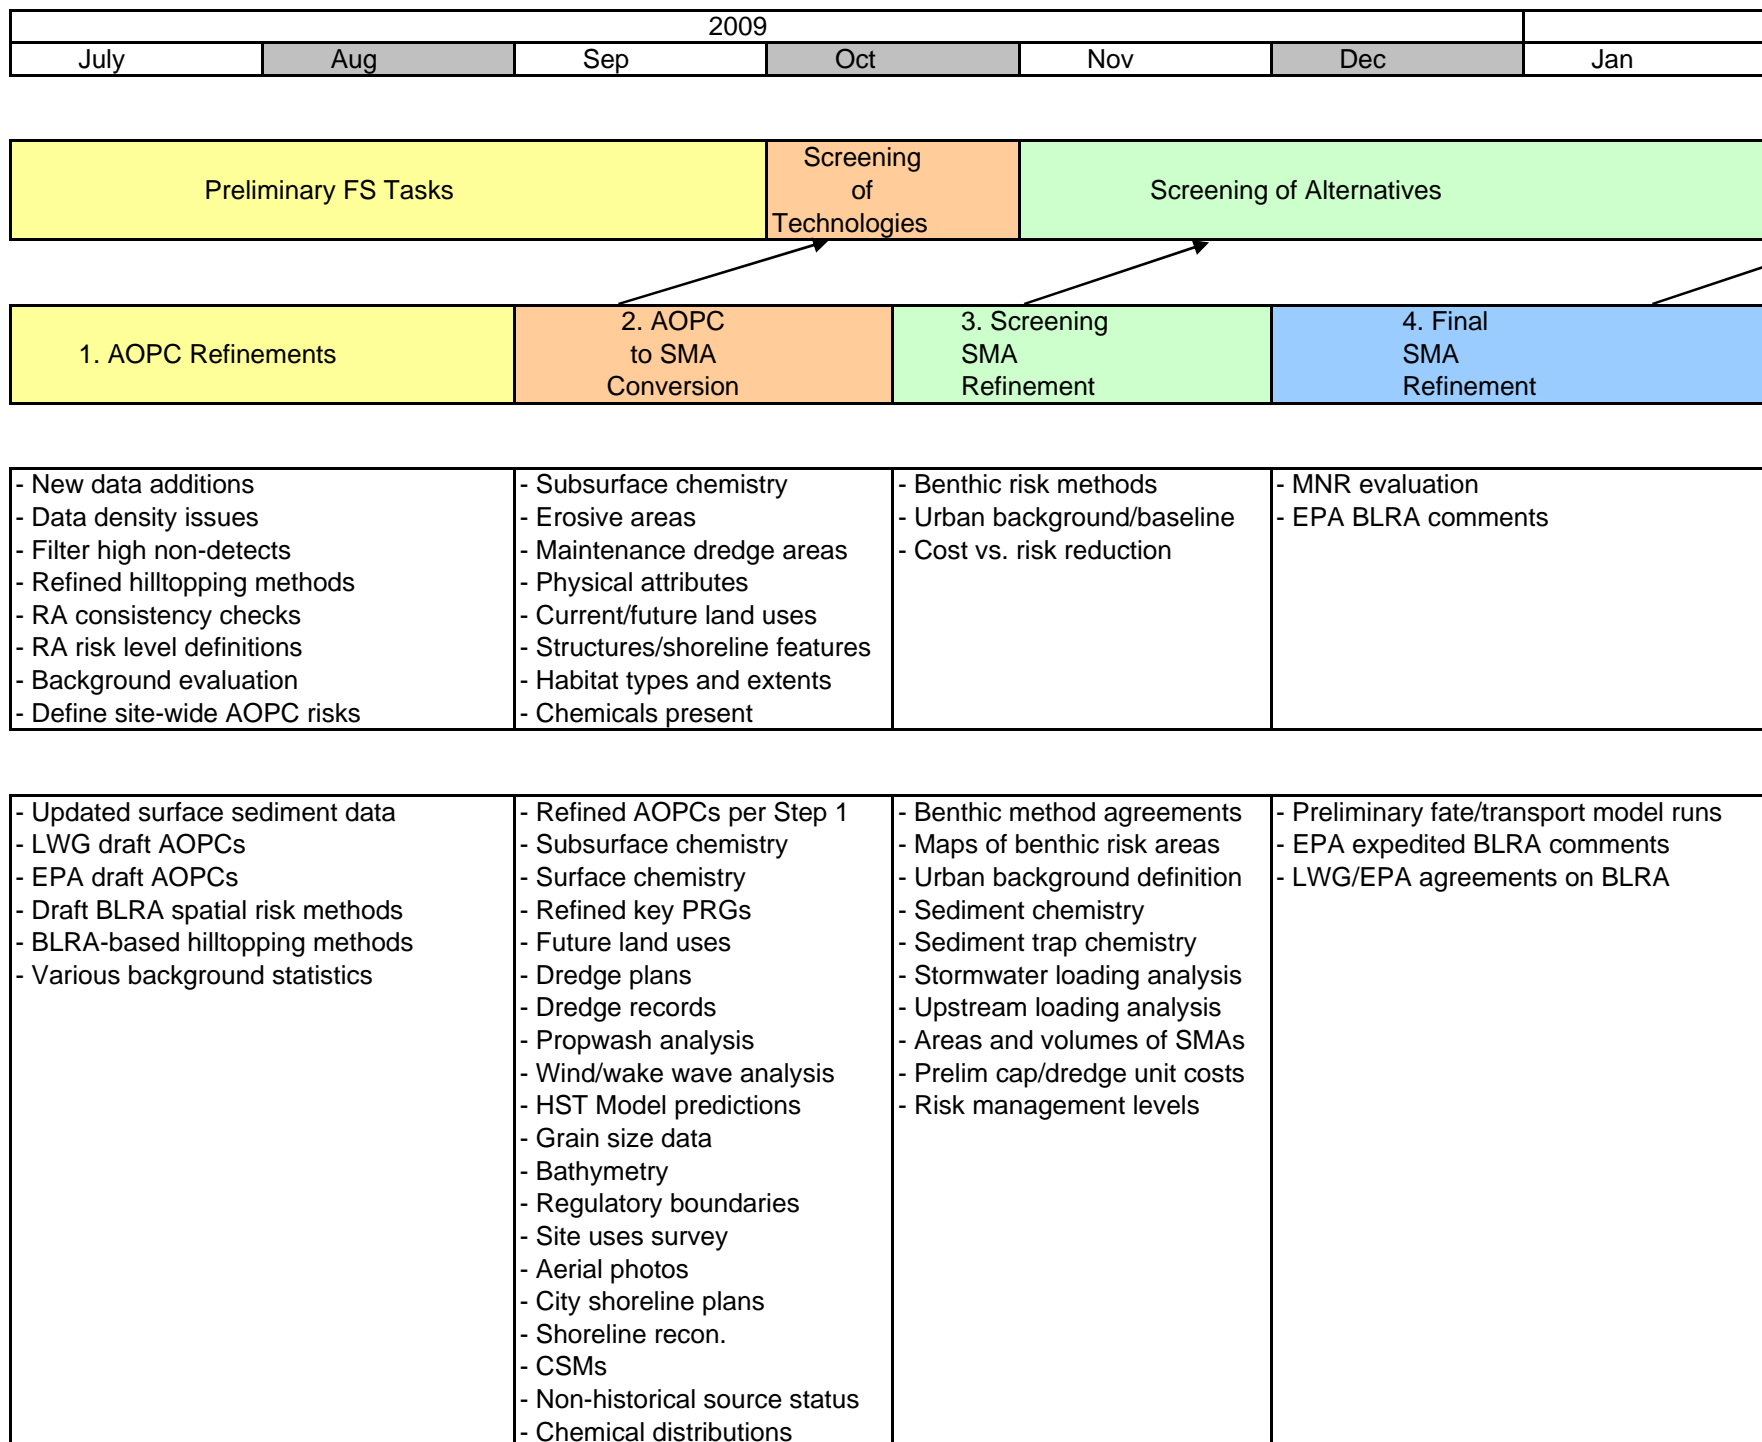 2009
July Aug Sep Oct Nov Dec Jan
Preliminary FS Tasks
Screening
of
Technologies
Screening of Alternatives
1. AOPC Refinements
2. AOPC
to SMA
Conversion
3. Screening
SMA
Refinement
4. Final
SMA
Refinement
- New data additions
- Data density issues
- Filter high non-detects
- Refined hilltopping methods
- RA consistency checks
- RA risk level definitions
- Background evaluation
- Define site-wide AOPC risks
- Subsurface chemistry
- Erosive areas
- Maintenance dredge areas
- Physical attributes
- Current/future land uses
- Structures/shoreline features
- Habitat types and extents
- Chemicals present
- Benthic risk methods
- Urban background/baseline
- Cost vs. risk reduction
- MNR evaluation
- EPA BLRA comments
- Updated surface sediment data
- LWG draft AOPCs
- EPA draft AOPCs
- Draft BLRA spatial risk methods
- BLRA-based hilltopping methods
- Various background statistics
- Refined AOPCs per Step 1
- Subsurface chemistry
- Surface chemistry
- Refined key PRGs
- Future land uses
- Dredge plans
- Dredge records
- Propwash analysis
- Wind/wake wave analysis
- HST Model predictions
- Grain size data
- Bathymetry
- Regulatory boundaries
- Site uses survey
- Aerial photos
- City shoreline plans
- Shoreline recon.
- CSMs
- Non-historical source status
- Chemical distributions
- Benthic method agreements
- Maps of benthic risk areas
- Urban background definition
- Sediment chemistry
- Sediment trap chemistry
- Stormwater loading analysis
- Upstream loading analysis
- Areas and volumes of SMAs
- Prelim cap/dredge unit costs
- Risk management levels
- Preliminary fate/transport model runs
- EPA expedited BLRA comments
- LWG/EPA agreements on BLRA